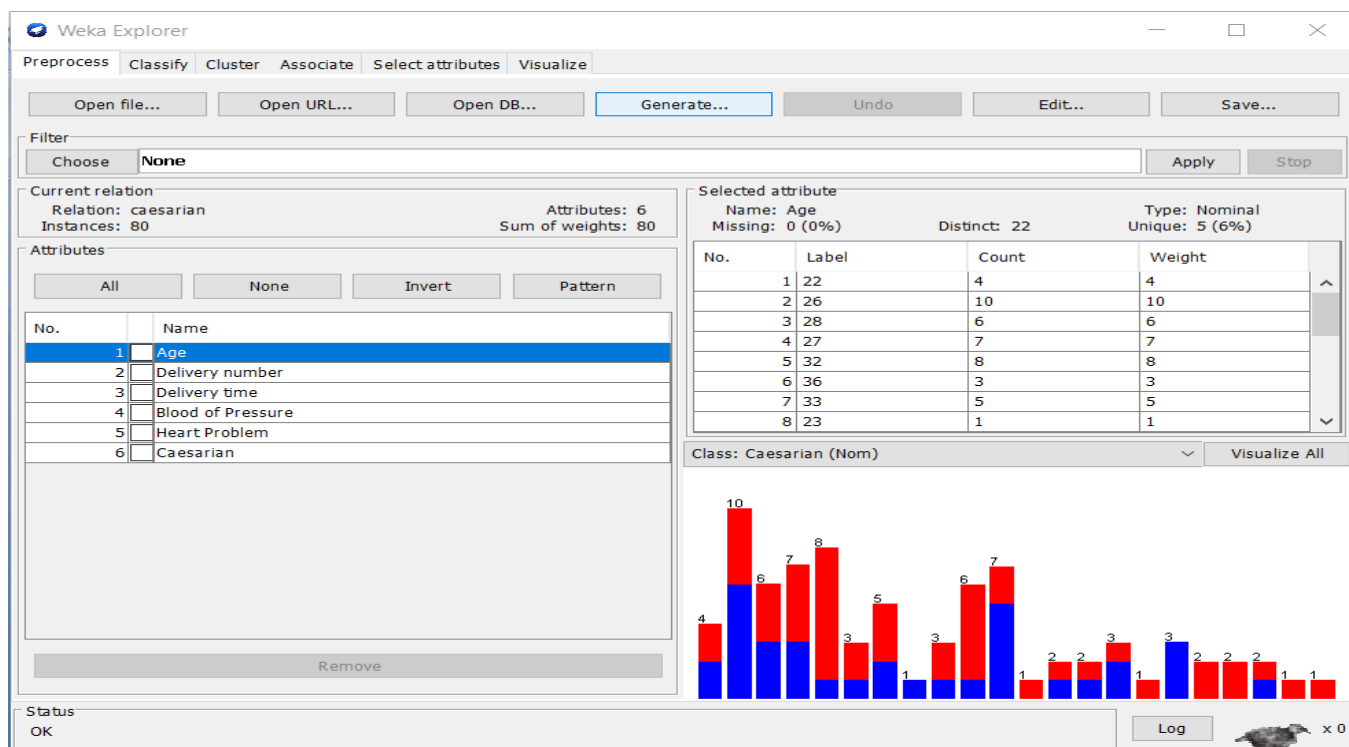 Weka Explorer
Preprocess Classify Cluster Associate Select attributes Visualize
Open file... Open URL... Open DB... Generate... Undo Edit... Save...
Filter
Choose None Apply Stop
Current relation
Relation: caesarian Attributes: 6
Instances: 80 Sum of weights: 80
Attributes
All None Invert Pattern
No. Name
1 Age
2 Delivery number
3 Delivery time
4 Blood of Pressure
5 Heart Problem
6 Caesarian
Remove
Selected attribute
Name: Age Type: Nominal
Missing: 0 (0%) Distinct: 22 Unique: 5 (6%)
No. Label Count Weight
1 22 4 4
2 26 10 10
3 28 6 6
4 27 7 7
5 32 8 8
6 36 3 3
7 33 5 5
8 23 1 1
Class: Caesarian (Nom) Visualize All
4 10 6 7 8 3 5 1 3 6 7 1 2 2 3 1 3 2 2 2 1 1
Status
OK Log x 0